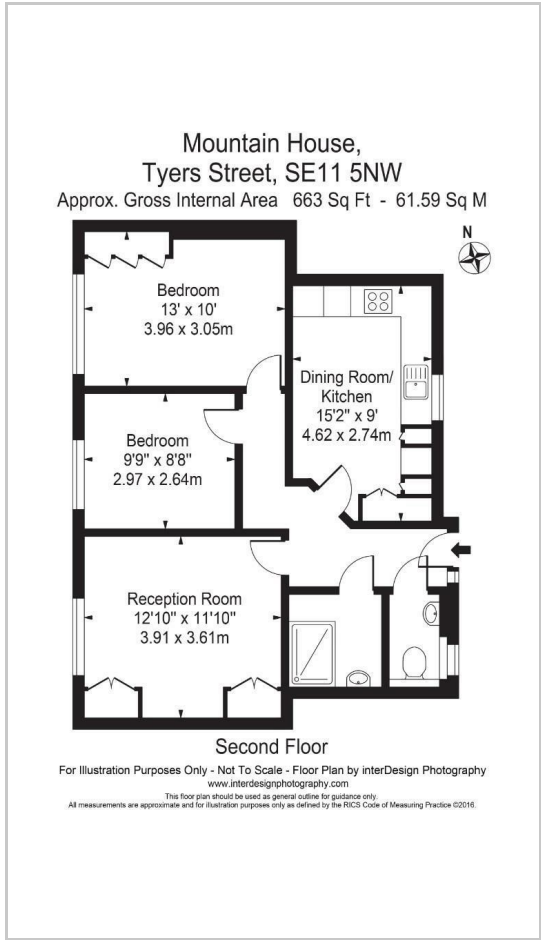 Mountain House,
Tyers Street, SE11 5NW
Approx. Gross Internal Area 663 Sq Ft - 61.59 Sq M
N
Bedroom
13' x 10'
3.96 x 3.05m
Dining Room/
Kitchen
15'2" x 9'
4.62 x 2.74m
Bedroom
9'9" x 8'8"
2.97 x 2.64m
Reception Room
12'10" x 11'10"
3.91 x 3.61m
Second Floor
For Illustration Purposes Only - Not To Scale - Floor Plan by interDesign Photography
www.interdesignphotography.com
This floor plan should be used as general outline for guidance only.
All measurements are approximate and for illustration purposes only as defined by the RICS Code of Measuring Practice ©2016.